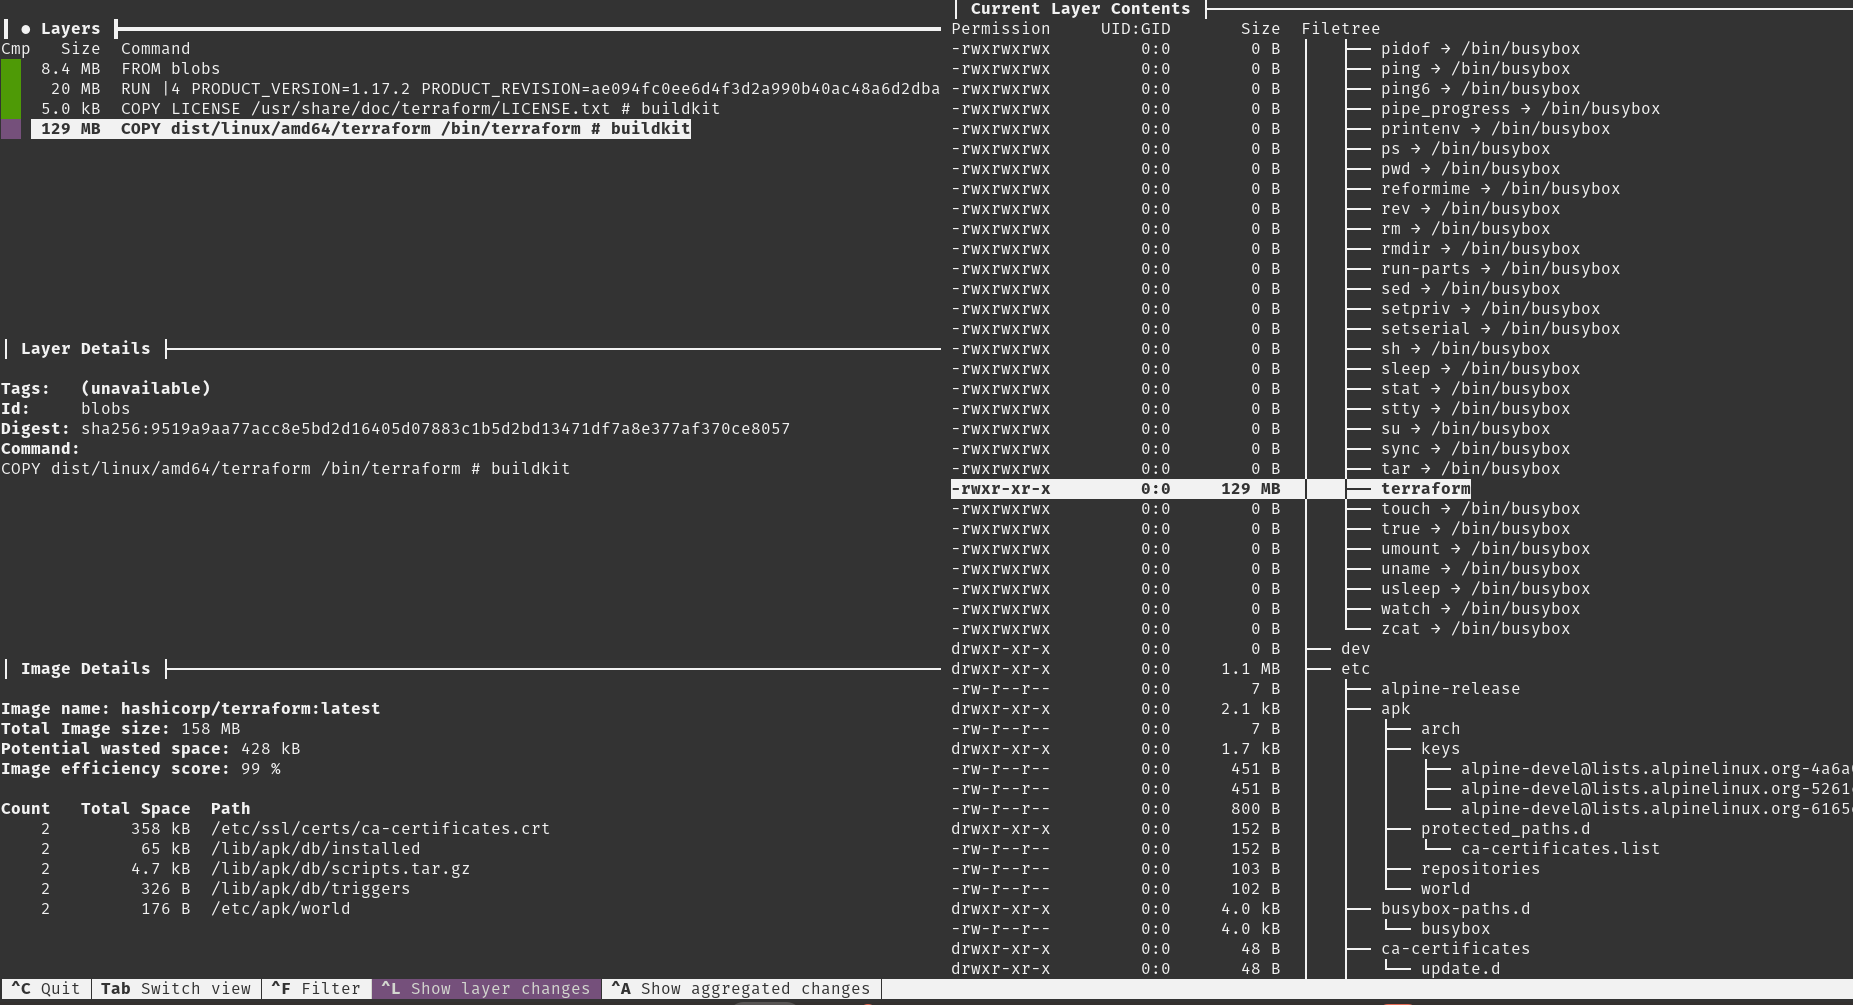 ● Layers
Cmp Size Command
8.4 MB FROM blobs
20 MB RUN |4 PRODUCT_VERSION=1.17.2 PRODUCT_REVISION=ae094fc0ee6d4f3d2a990b40ac48a6d2dba
5.0 kB COPY LICENSE /usr/share/doc/terraform/LICENSE.txt # buildkit
129 MB COPY dist/linux/amd64/terraform /bin/terraform # buildkit
Layer Details
Tags: (unavailable)
Id: blobs
Digest: sha256:9519a9aa77acc8e5bd2d16405d07883c1b5d2bd13471df7a8e377af370ce8057
Command:
COPY dist/linux/amd64/terraform /bin/terraform # buildkit
Image Details
Image name: hashicorp/terraform:latest
Total Image size: 158 MB
Potential wasted space: 428 kB
Image efficiency score: 99 %
Count Total Space Path
2 358 kB /etc/ssl/certs/ca-certificates.crt
2 65 kB /lib/apk/db/installed
2 4.7 kB /lib/apk/db/scripts.tar.gz
2 326 B /lib/apk/db/triggers
2 176 B /etc/apk/world
Current Layer Contents
Permission UID:GID Size Filetree
-rwxrwxrwx 0:0 0 B pidof → /bin/busybox
-rwxrwxrwx 0:0 0 B ping → /bin/busybox
-rwxrwxrwx 0:0 0 B ping6 → /bin/busybox
-rwxrwxrwx 0:0 0 B pipe_progress → /bin/busybox
-rwxrwxrwx 0:0 0 B printenv → /bin/busybox
-rwxrwxrwx 0:0 0 B ps → /bin/busybox
-rwxrwxrwx 0:0 0 B pwd → /bin/busybox
-rwxrwxrwx 0:0 0 B reformime → /bin/busybox
-rwxrwxrwx 0:0 0 B rev → /bin/busybox
-rwxrwxrwx 0:0 0 B rm → /bin/busybox
-rwxrwxrwx 0:0 0 B rmdir → /bin/busybox
-rwxrwxrwx 0:0 0 B run-parts → /bin/busybox
-rwxrwxrwx 0:0 0 B sed → /bin/busybox
-rwxrwxrwx 0:0 0 B setpriv → /bin/busybox
-rwxrwxrwx 0:0 0 B setserial → /bin/busybox
-rwxrwxrwx 0:0 0 B sh → /bin/busybox
-rwxrwxrwx 0:0 0 B sleep → /bin/busybox
-rwxrwxrwx 0:0 0 B stat → /bin/busybox
-rwxrwxrwx 0:0 0 B stty → /bin/busybox
-rwxrwxrwx 0:0 0 B su → /bin/busybox
-rwxrwxrwx 0:0 0 B sync → /bin/busybox
-rwxrwxrwx 0:0 0 B tar → /bin/busybox
-rwxr-xr-x 0:0 129 MB terraform
-rwxrwxrwx 0:0 0 B touch → /bin/busybox
-rwxrwxrwx 0:0 0 B true → /bin/busybox
-rwxrwxrwx 0:0 0 B umount → /bin/busybox
-rwxrwxrwx 0:0 0 B uname → /bin/busybox
-rwxrwxrwx 0:0 0 B usleep → /bin/busybox
-rwxrwxrwx 0:0 0 B watch → /bin/busybox
-rwxrwxrwx 0:0 0 B zcat → /bin/busybox
drwxr-xr-x 0:0 0 B dev
drwxr-xr-x 0:0 1.1 MB etc
-rw-r--r-- 0:0 7 B alpine-release
drwxr-xr-x 0:0 2.1 kB apk
-rw-r--r-- 0:0 7 B arch
drwxr-xr-x 0:0 1.7 kB keys
-rw-r--r-- 0:0 451 B alpine-devel@lists.alpinelinux.org-4a6a
-rw-r--r-- 0:0 451 B alpine-devel@lists.alpinelinux.org-5261
-rw-r--r-- 0:0 800 B alpine-devel@lists.alpinelinux.org-6165
drwxr-xr-x 0:0 152 B protected_paths.d
-rw-r--r-- 0:0 152 B ca-certificates.list
-rw-r--r-- 0:0 103 B repositories
-rw-r--r-- 0:0 102 B world
drwxr-xr-x 0:0 4.0 kB busybox-paths.d
-rw-r--r-- 0:0 4.0 kB busybox
drwxr-xr-x 0:0 48 B ca-certificates
drwxr-xr-x 0:0 48 B update.d
^C Quit Tab Switch view ^F Filter ^L Show layer changes ^A Show aggregated changes